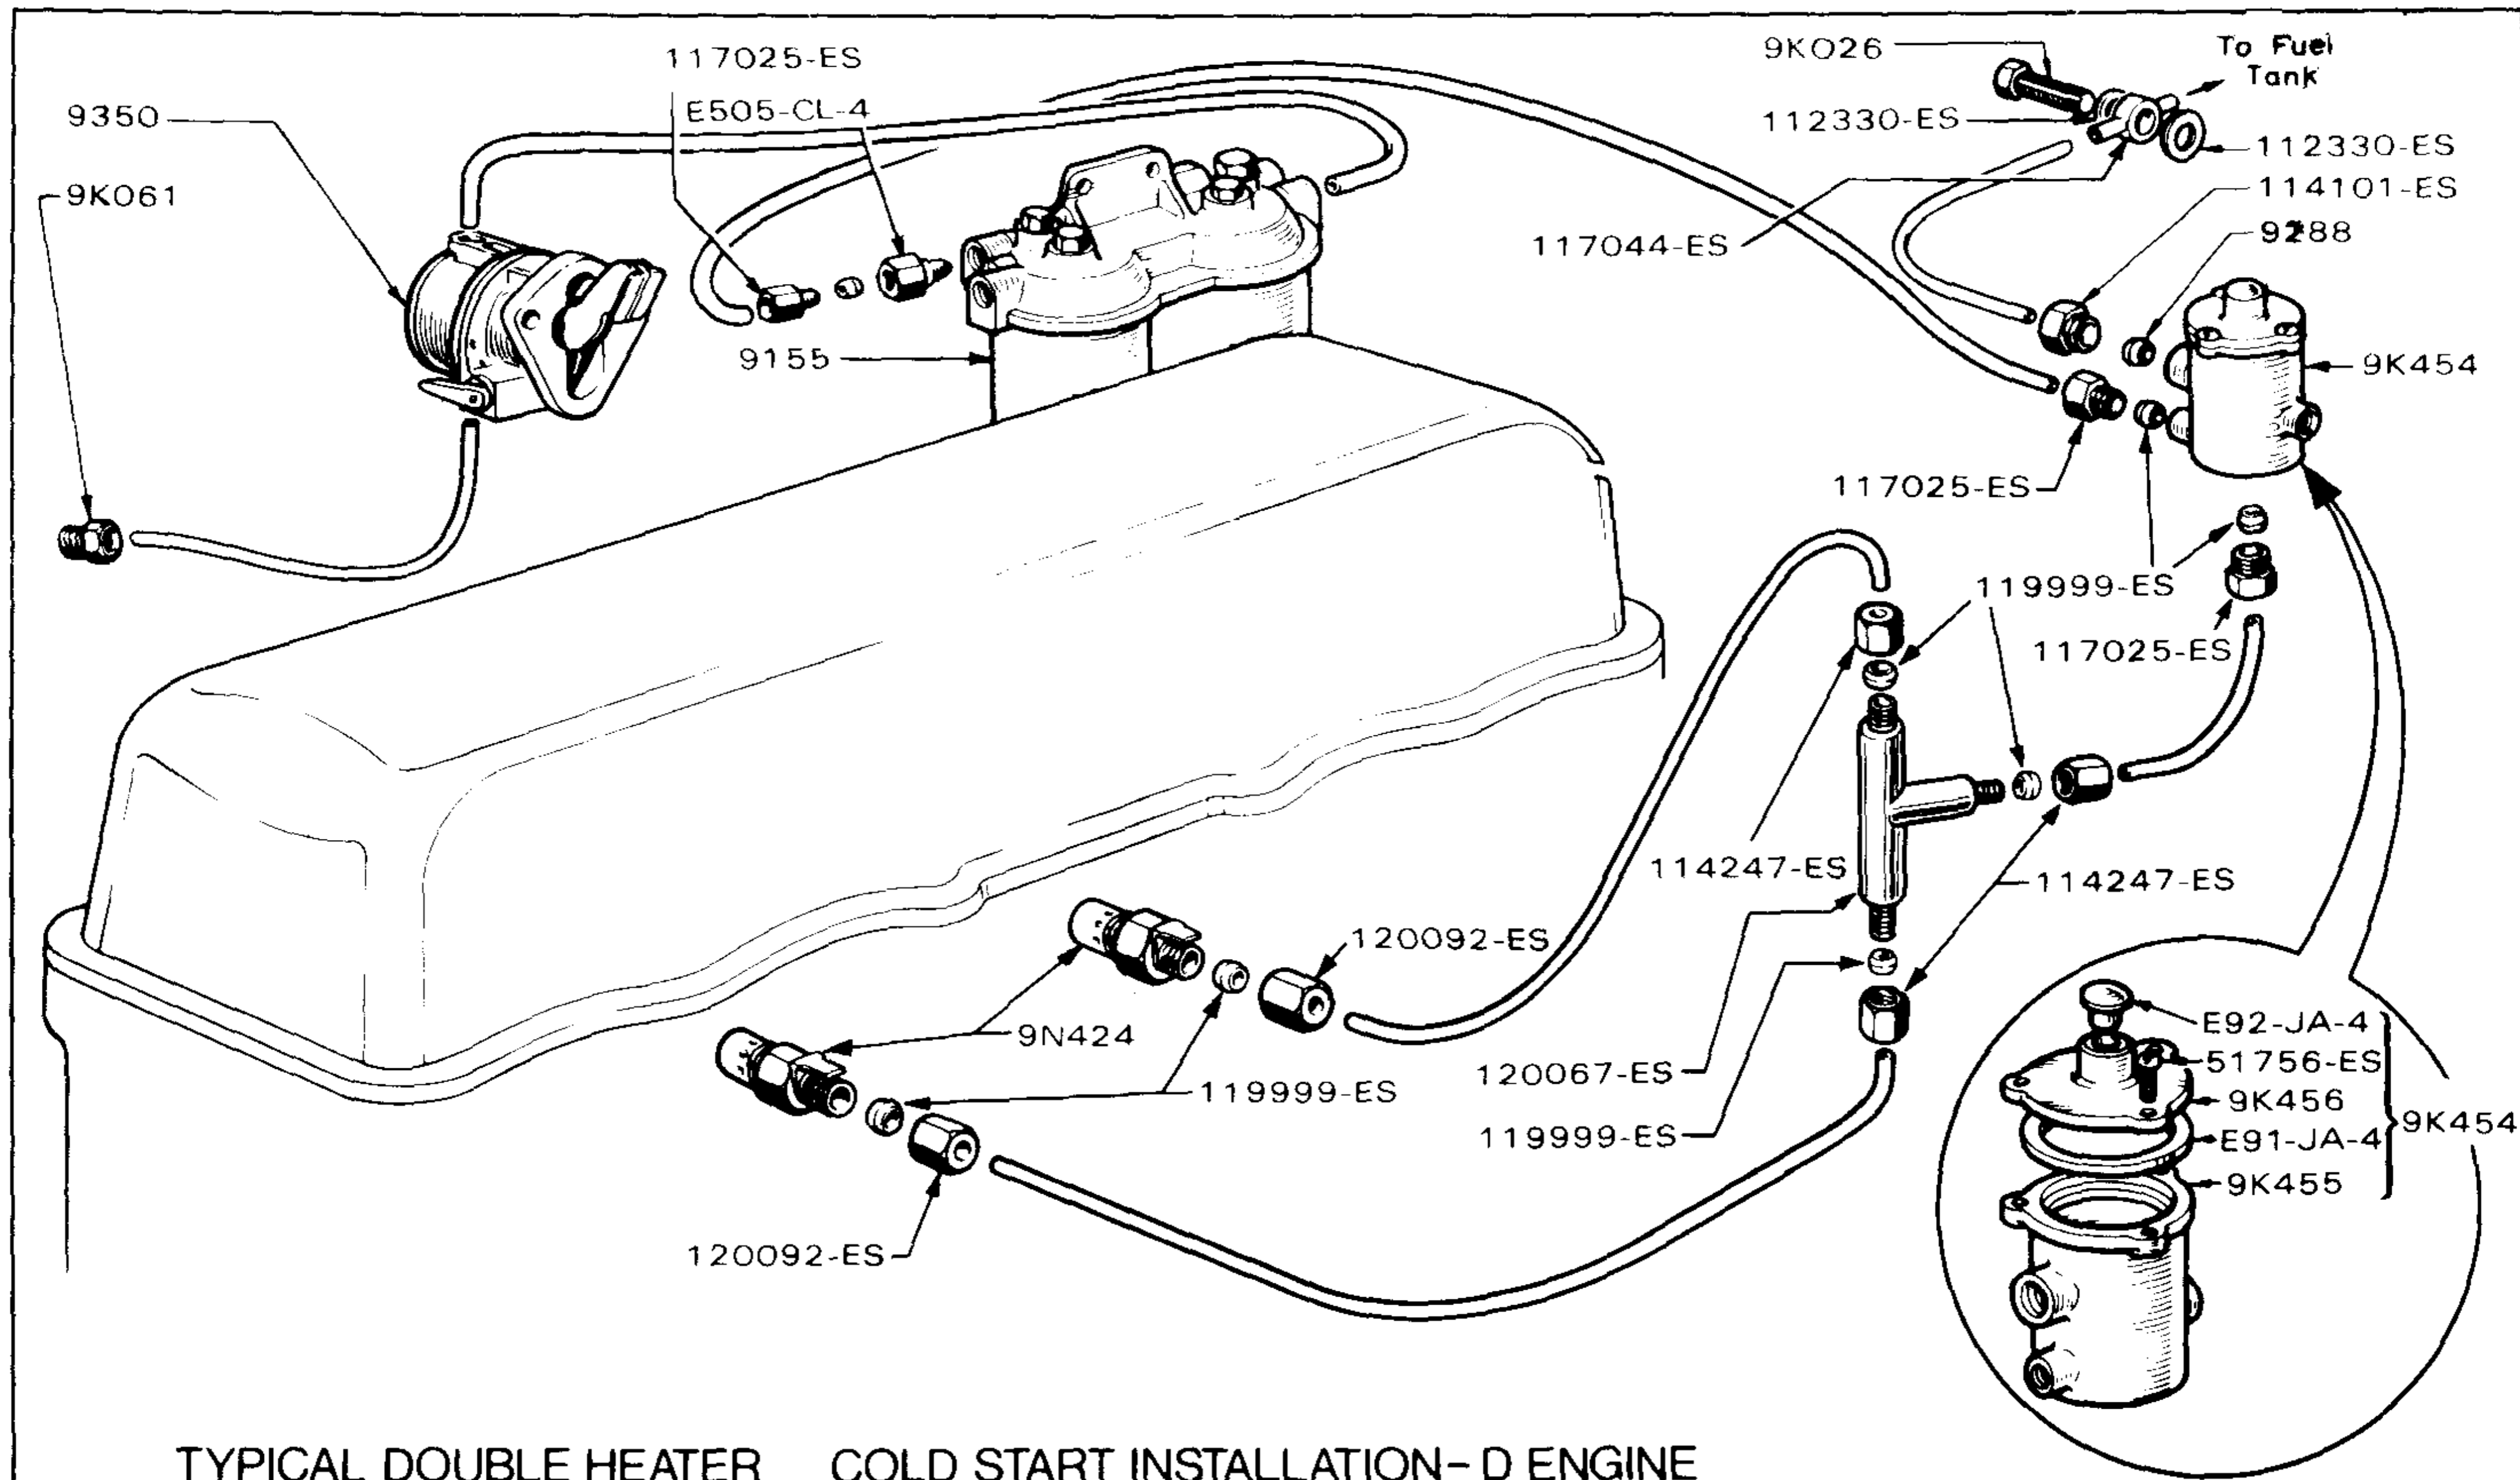 117025-ES
9K026
To Fuel
Tank
9350
E505-CL-4
112330-ES
112330-ES
9K061
114101-ES
9288
117044-ES
9155
9K454
117025-ES
119999-ES
117025-ES
114247-ES
114247-ES
120092-ES
9N424
E92-JA-4
51756-ES
120067-ES
119999-ES
9K456
9K454
119999-ES
E91-JA-4
9K455
120092-ES
TYPICAL DOUBLE HEATER COLD START INSTALLATION-D ENGINE